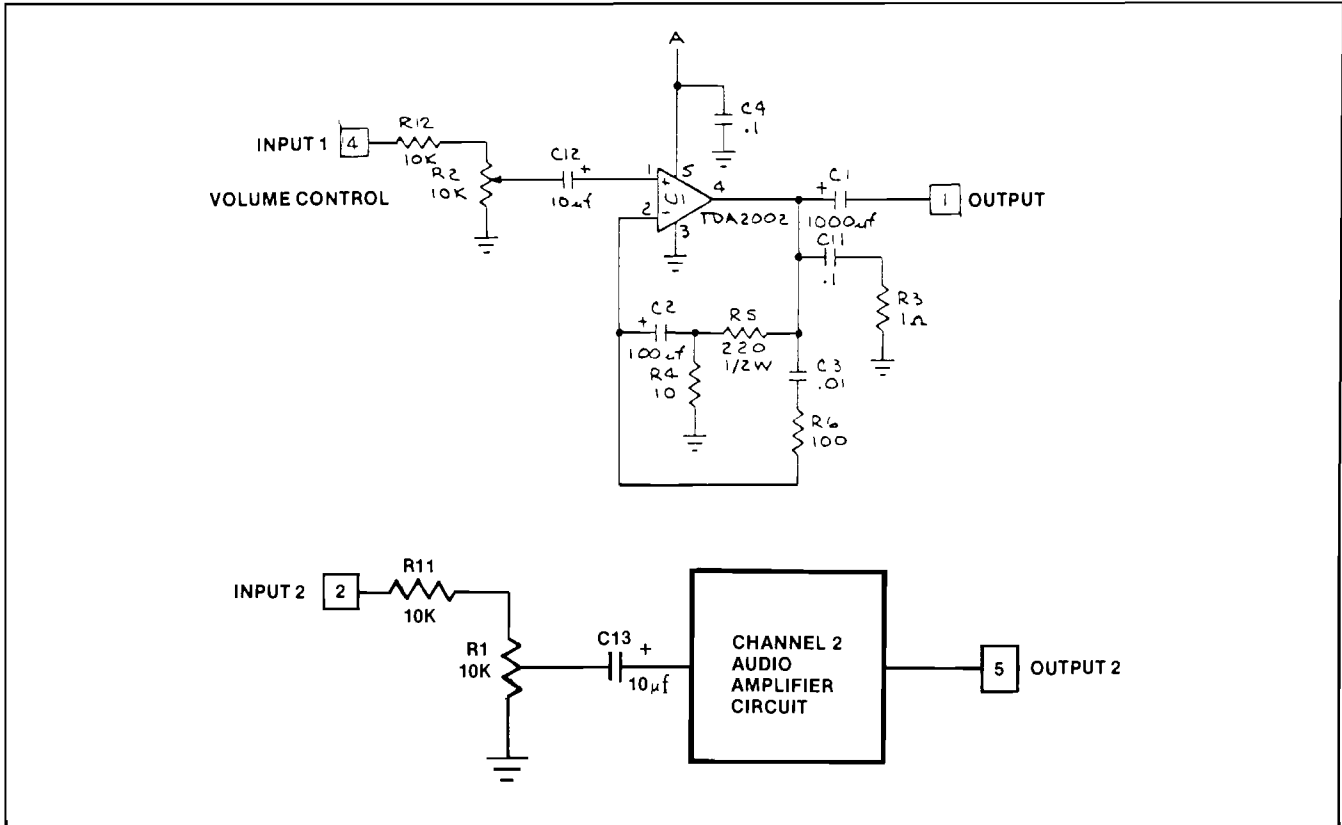 A
C4
.1
R12
INPUT 1 4
10K
R2
10K
VOLUME CONTROL
C12
+
10µf
1
5
+
U1
-
2
3
4
TDA2002
+ C1
1000µf
1 OUTPUT
C11
.1
R3
1Ω
C2
+
100µf
R5
220
1/2W
R4
10
C3
.01
R6
100
R11
INPUT 2 2
10K
R1
10K
C13
+
10µf
CHANNEL 2
AUDIO
AMPLIFIER
CIRCUIT
5 OUTPUT 2